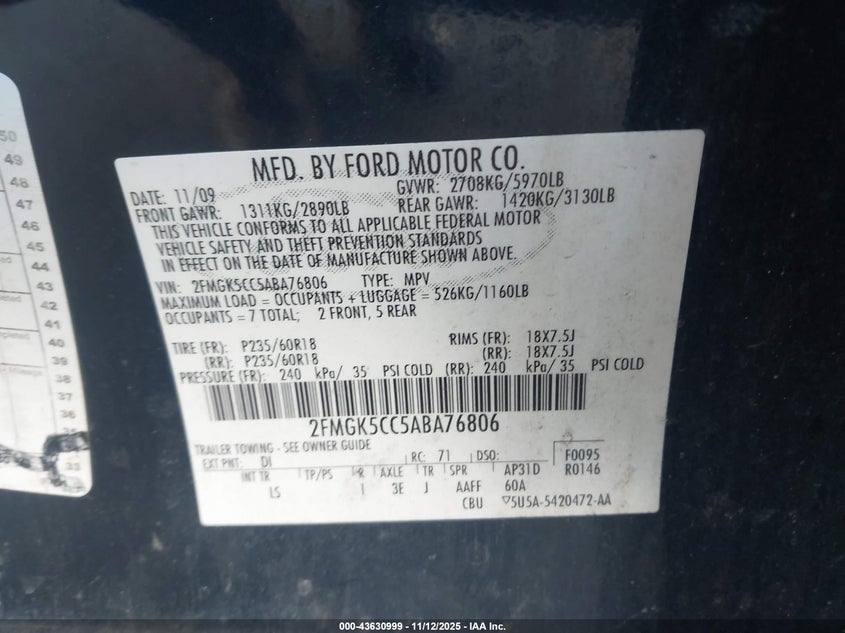 50
49
48
47
46
45
44
43
42
41
40
39
38
37
36
35
33
MFD. BY FORD MOTOR CO.
DATE: 11/09 GVWR: 2708KG/5970LB
FRONT GAWR: 1311KG/2890LB REAR GAWR: 1420KG/3130LB
THIS VEHICLE CONFORMS TO ALL APPLICABLE FEDERAL MOTOR
VEHICLE SAFETY AND THEFT PREVENTION STANDARDS
IN EFFECT ON THE DATE OF MANUFACTURE SHOWN ABOVE.
VIN: 2FMGK5CC5ABA76806 TYPE: MPV
MAXIMUM LOAD = OCCUPANTS + LUGGAGE = 526KG/1160LB
OCCUPANTS = 7 TOTAL; 2 FRONT, 5 REAR
TIRE (FR): P235/60R18 RIMS (FR): 18X7.5J
(RR): P235/60R18 (RR): 18X7.5J
PRESSURE (FR): 240 kPa/ 35 PSI COLD (RR): 240 kPa/ 35 PSI COLD
2FMGK5CC5ABA76806
TRAILER TOWING - SEE OWNER GUIDE
EXT PNT: DI RC: 71 DSO: F0095
INT TR TP/PS R AXLE TR SPR AP31D R0146
LS I 3E J AAFF 60A
CBU ▽5U5A-5420472-AA
000-43630999 - 11/12/2025 - IAA Inc.